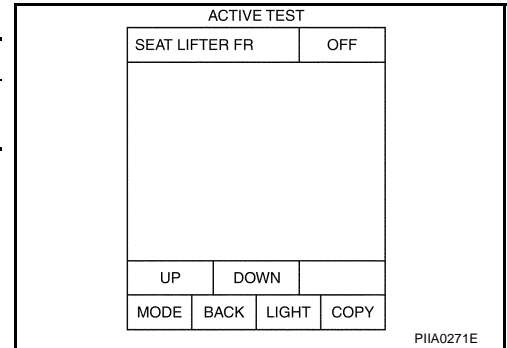 ACTIVE TEST
SEAT LIFTER FR OFF
UP DOWN
MODE BACK LIGHT COPY
PIIA0271E